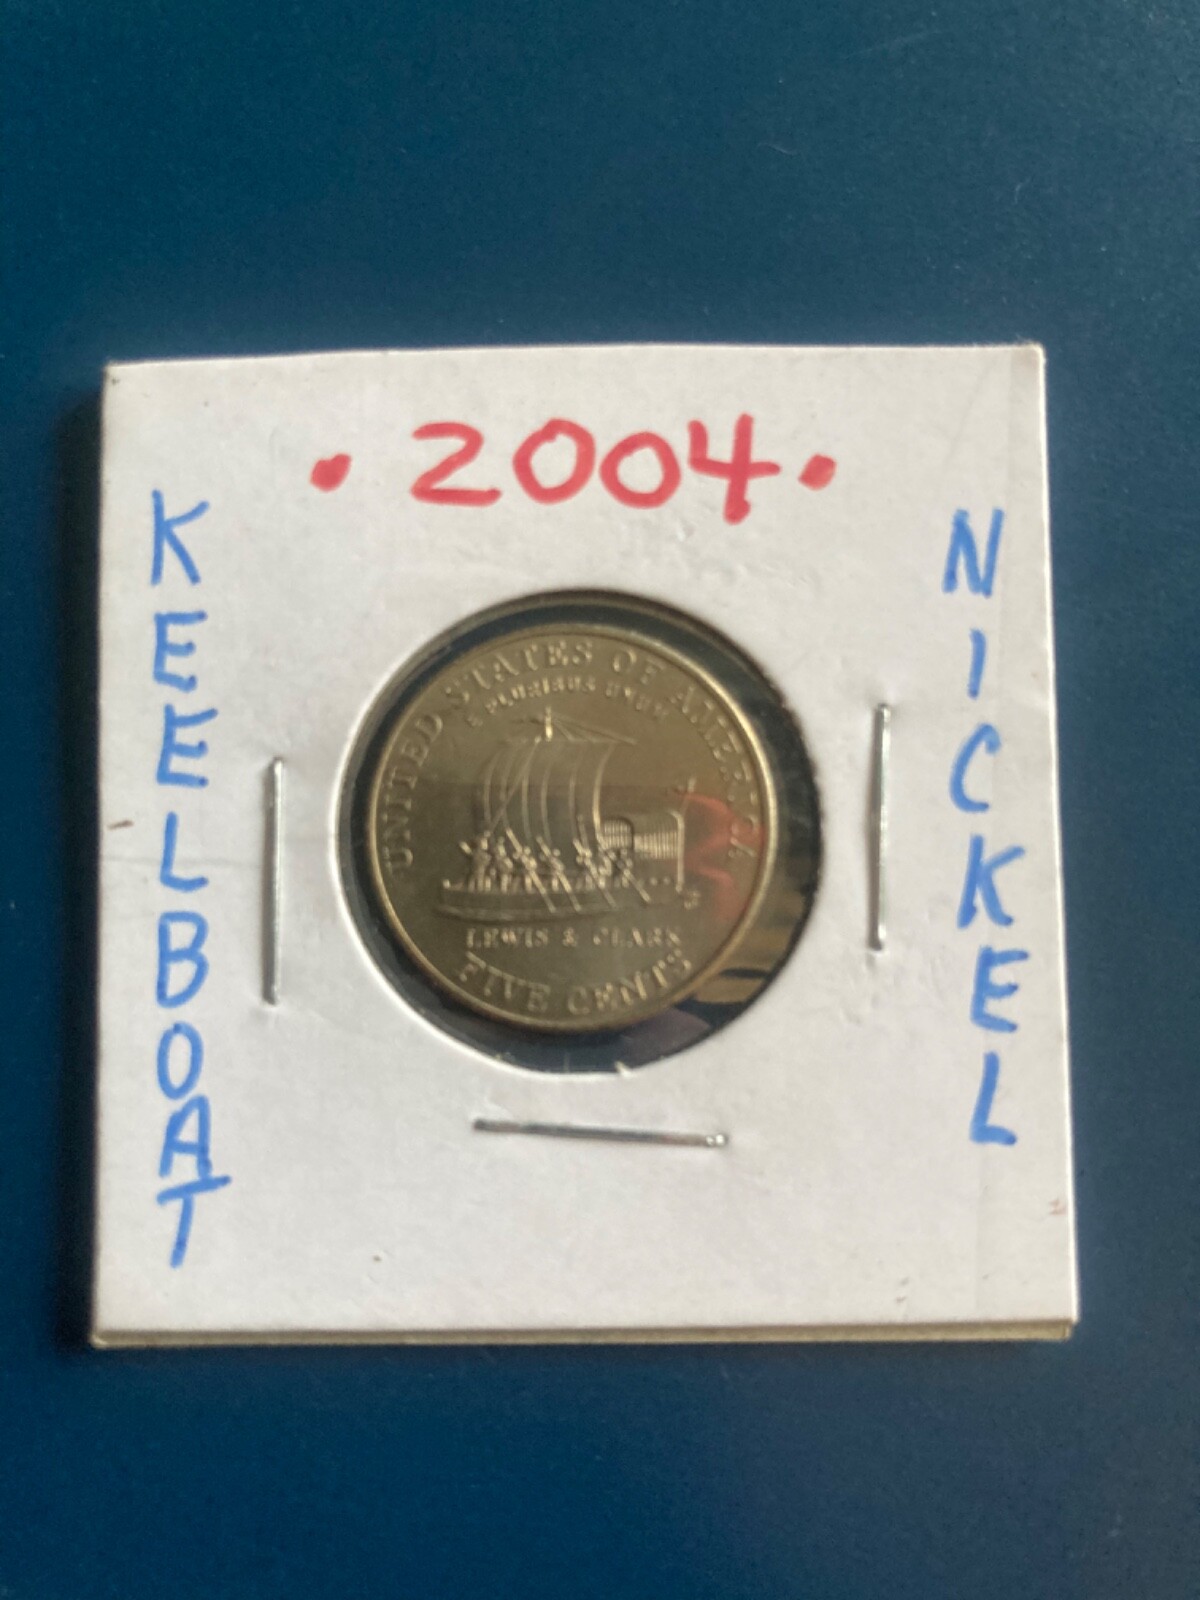 • 2004 •
KEELBOAT
NICKEL
UNITED STATES OF AMERICA
E PLURIBUS UNUM
LEWIS & CLARK
FIVE CENTS